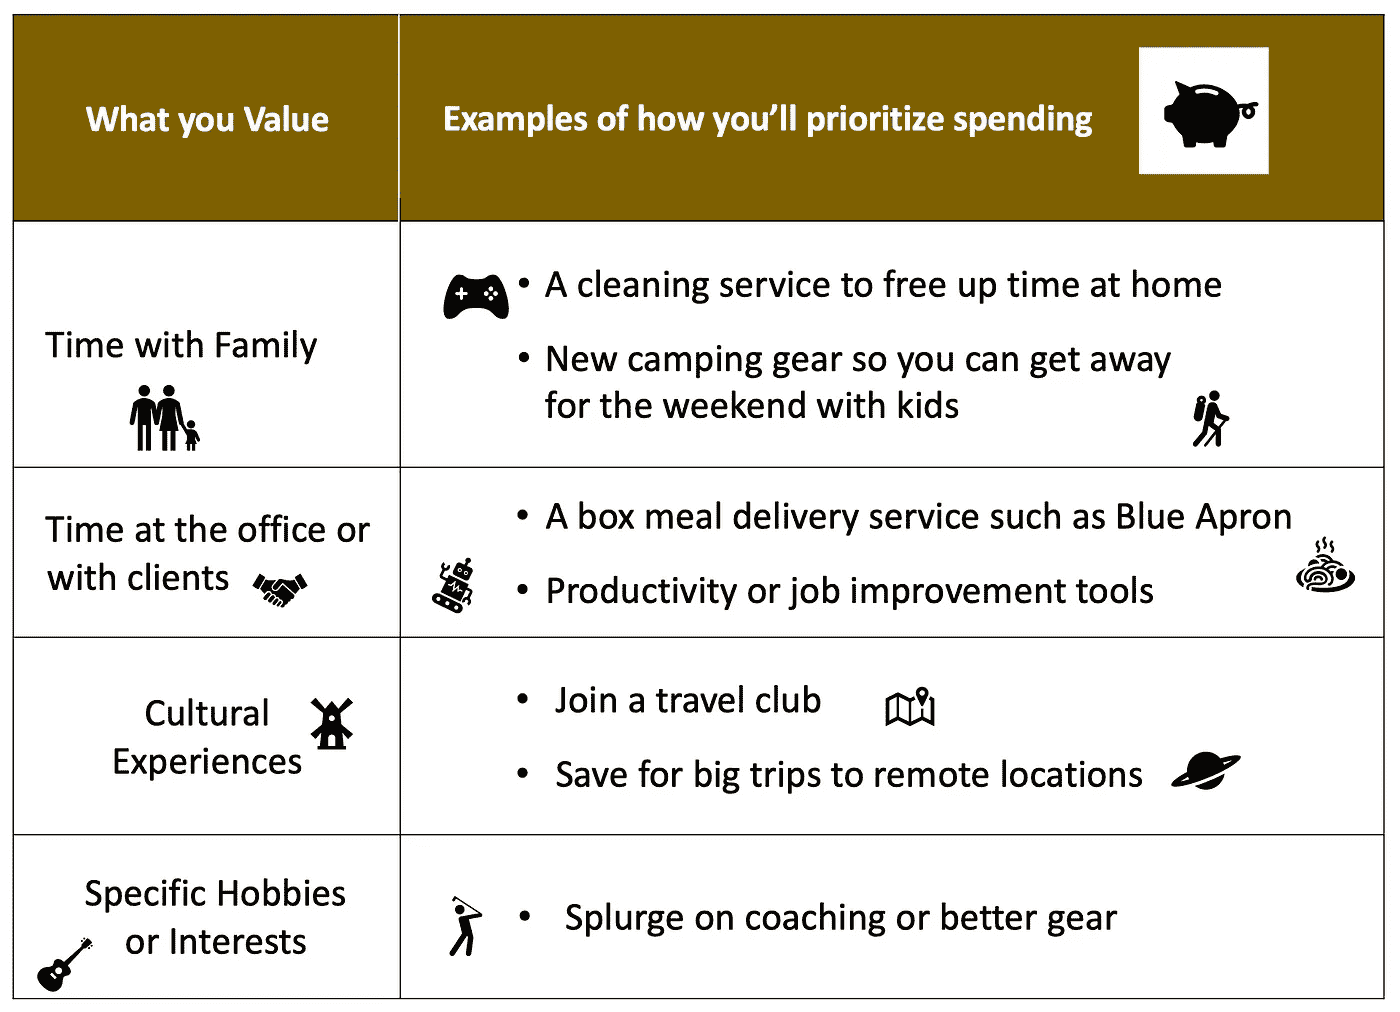 What you Value
Examples of how you’ll prioritize spending
Time with Family
• A cleaning service to free up time at home
• New camping gear so you can get away
for the weekend with kids
Time at the office or
with clients
• A box meal delivery service such as Blue Apron
• Productivity or job improvement tools
Cultural
Experiences
• Join a travel club
• Save for big trips to remote locations
Specific Hobbies
or Interests
• Splurge on coaching or better gear